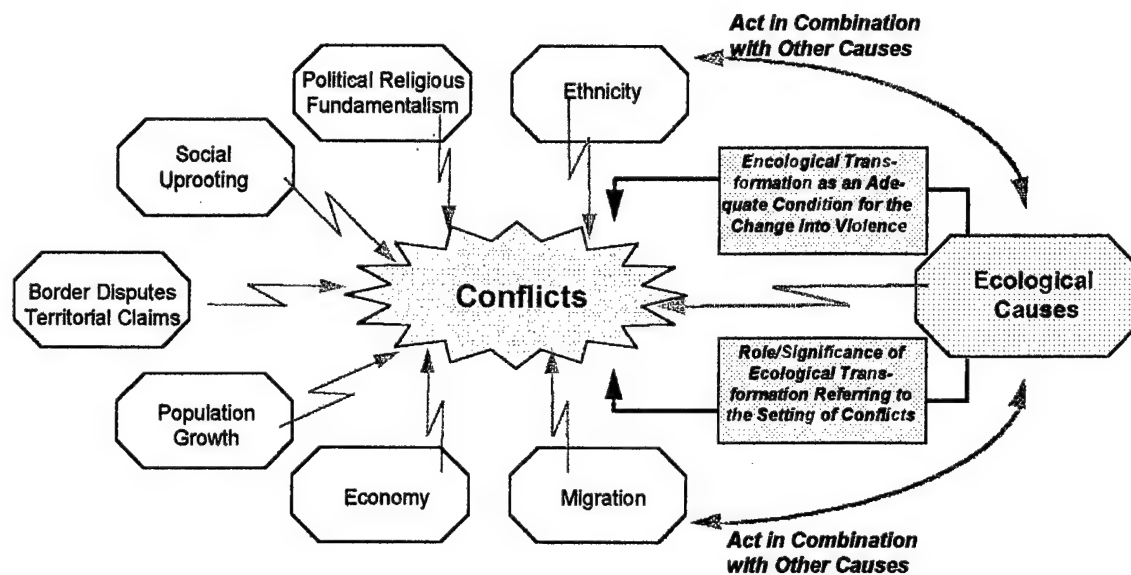 Act in Combination
with Other Causes
Political Religious
Fundamentalism
Ethnicity
Social
Uprooting
Encological Trans-
formation as an Ade-
quate Condition for the
Change into Violence
Border Disputes
Territorial Claims
Conflicts
Ecological
Causes
Role/Significance of
Ecological Trans-
formation Referring to
the Setting of Conflicts
Population
Growth
Economy
Migration
Act in Combination
with Other Causes